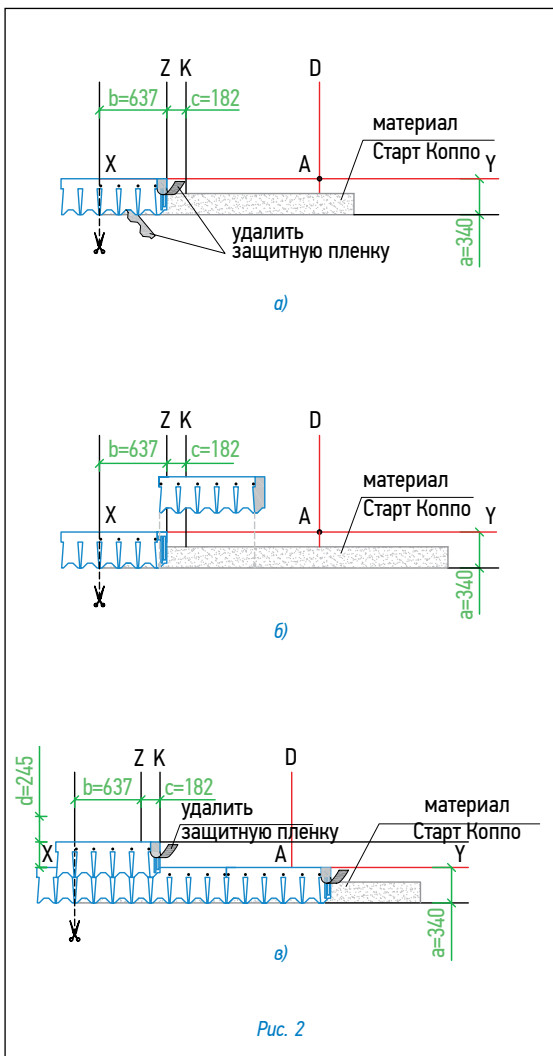 Z K D
b=637 c=182
материал
Старт Коппо
X A Y
удалить
защитную пленку
a=340
а)
Z K D
b=637 c=182
материал
Старт Коппо
X A Y
a=340
б)
Z K D
d=245
b=637 c=182
удалить
защитную пленку
материал
Старт Коппо
X A Y
a=340
в)
Рис. 2